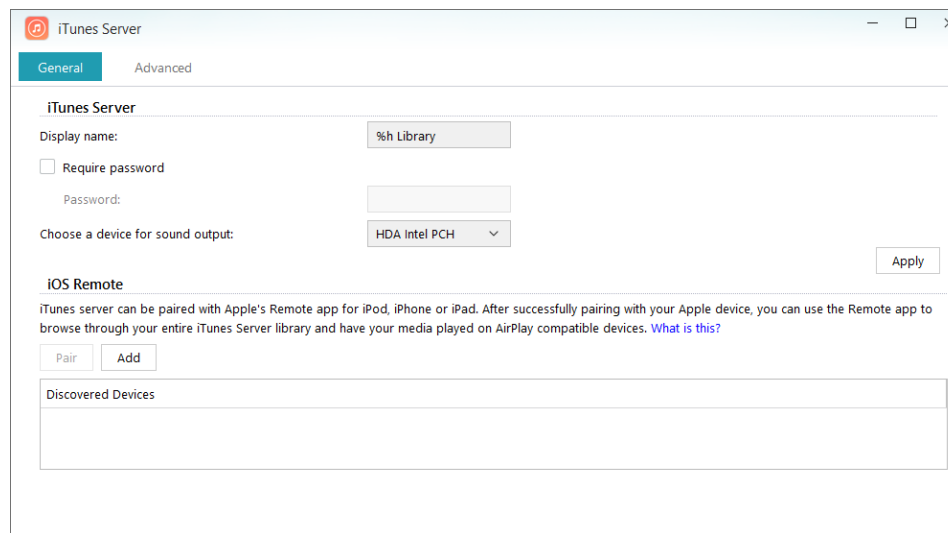 iTunes Server
General
Advanced
iTunes Server
Display name:
%h Library
Require password
Password:
Choose a device for sound output:
HDA Intel PCH
Apply
iOS Remote
iTunes server can be paired with Apple's Remote app for iPod, iPhone or iPad. After successfully pairing with your Apple device, you can use the Remote app to
browse through your entire iTunes Server library and have your media played on AirPlay compatible devices. What is this?
Pair
Add
Discovered Devices